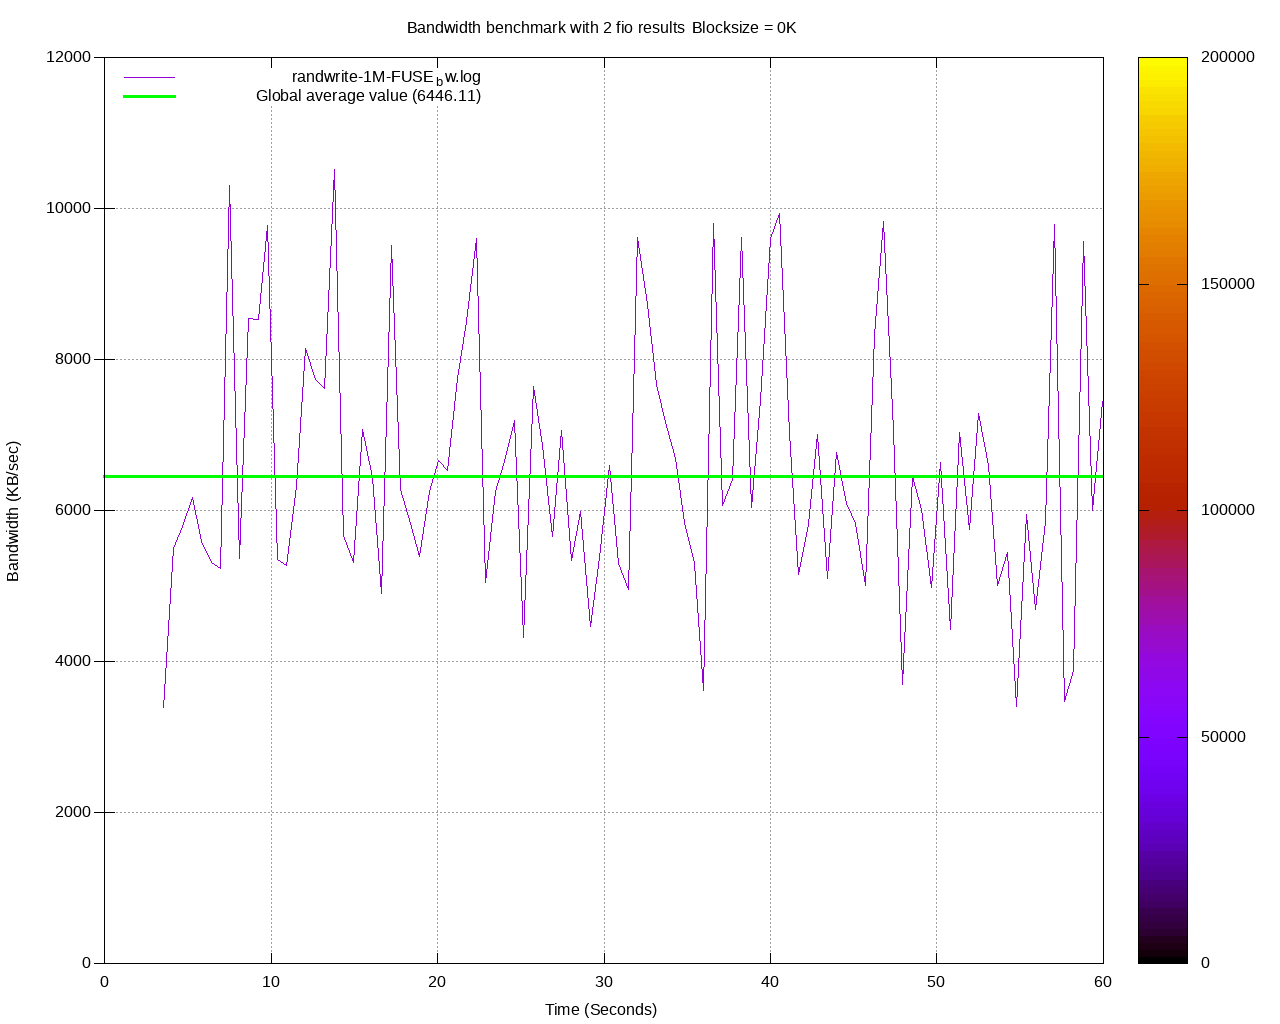 Bandwidth benchmark with 2 fio results Blocksize = 0K
randwrite-1M-FUSE_bw.log
Global average value (6446.11)
12000
10000
8000
6000
4000
2000
0
Bandwidth (KB/sec)
0 10 20 30 40 50 60
Time (Seconds)
200000
150000
100000
50000
0